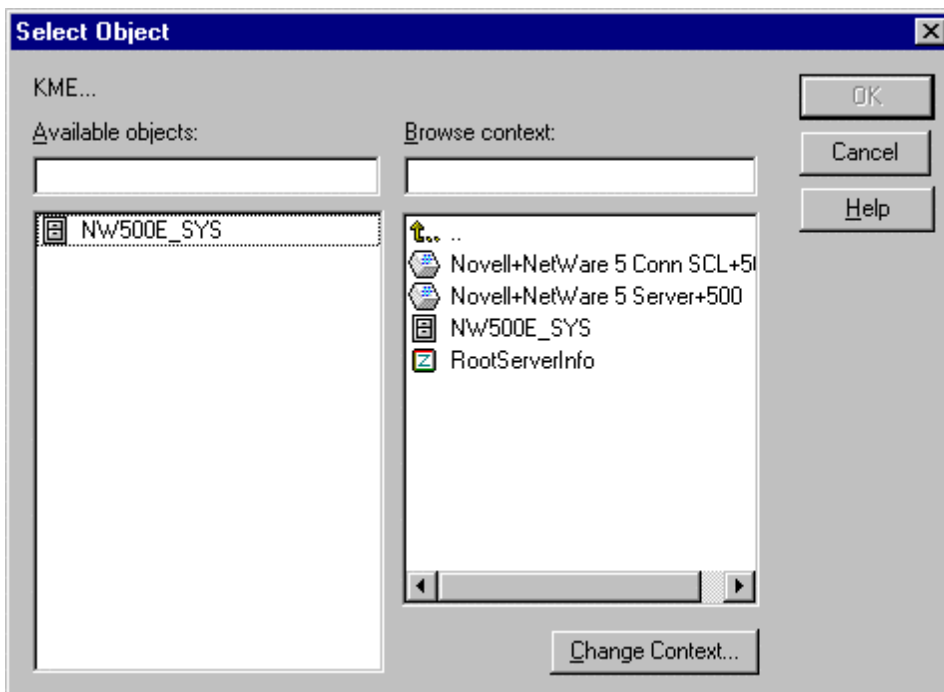 Select Object
KME...
Available objects:
NW500E_SYS
Browse context:
..
Novell+NetWare 5 Conn SCL+5
Novell+NetWare 5 Server+500
NW500E_SYS
RootServerInfo
Change Context...
OK
Cancel
Help